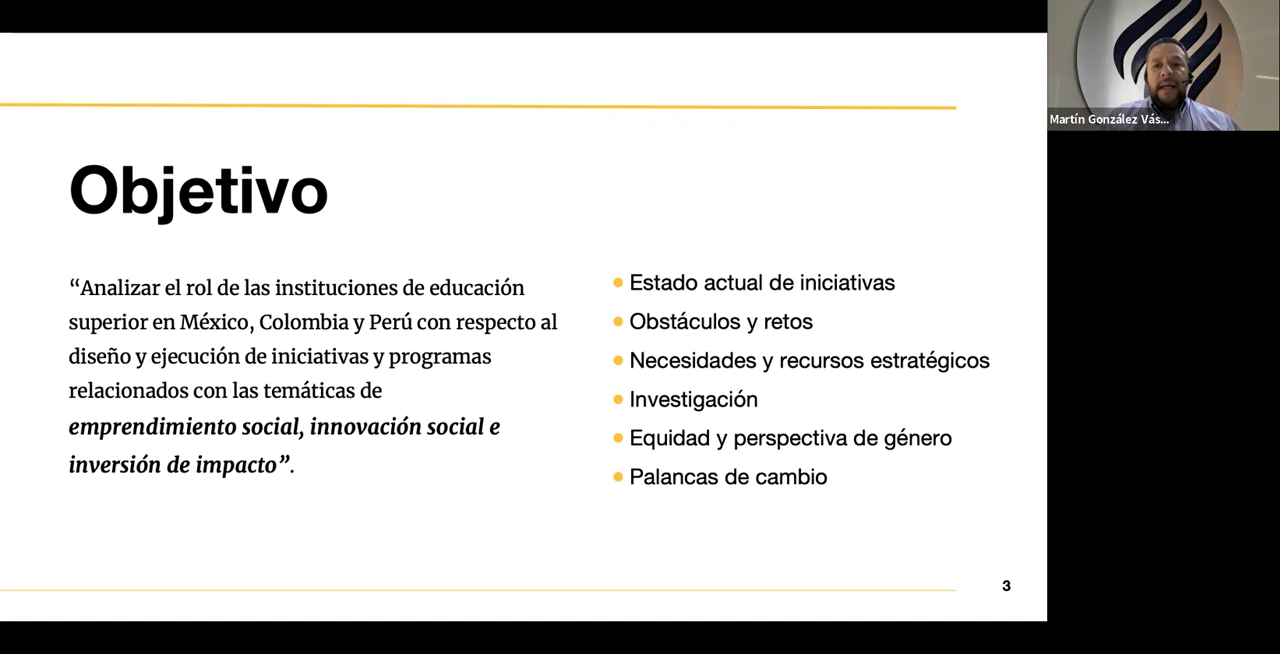 Objetivo
“Analizar el rol de las instituciones de educación
superior en México, Colombia y Perú con respecto al
diseño y ejecución de iniciativas y programas
relacionados con las temáticas de
emprendimiento social, innovación social e
inversión de impacto”.
Estado actual de iniciativas
Obstáculos y retos
Necesidades y recursos estratégicos
Investigación
Equidad y perspectiva de género
Palancas de cambio
3
Martín González Vás...